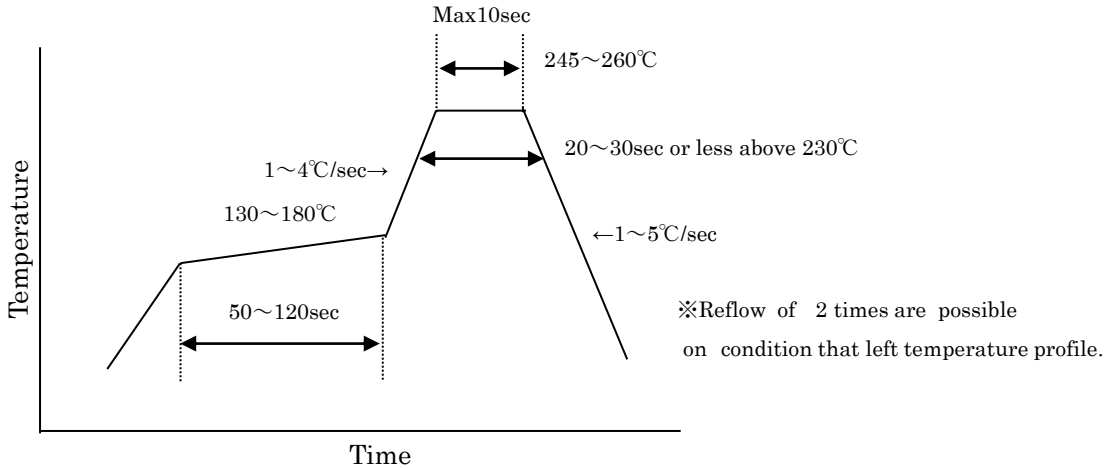 Max10sec
245～260℃
20～30sec or less above 230℃
1～4℃/sec→
130～180℃
←1～5℃/sec
50～120sec
※Reflow of 2 times are possible
on condition that left temperature profile.
Temperature
Time